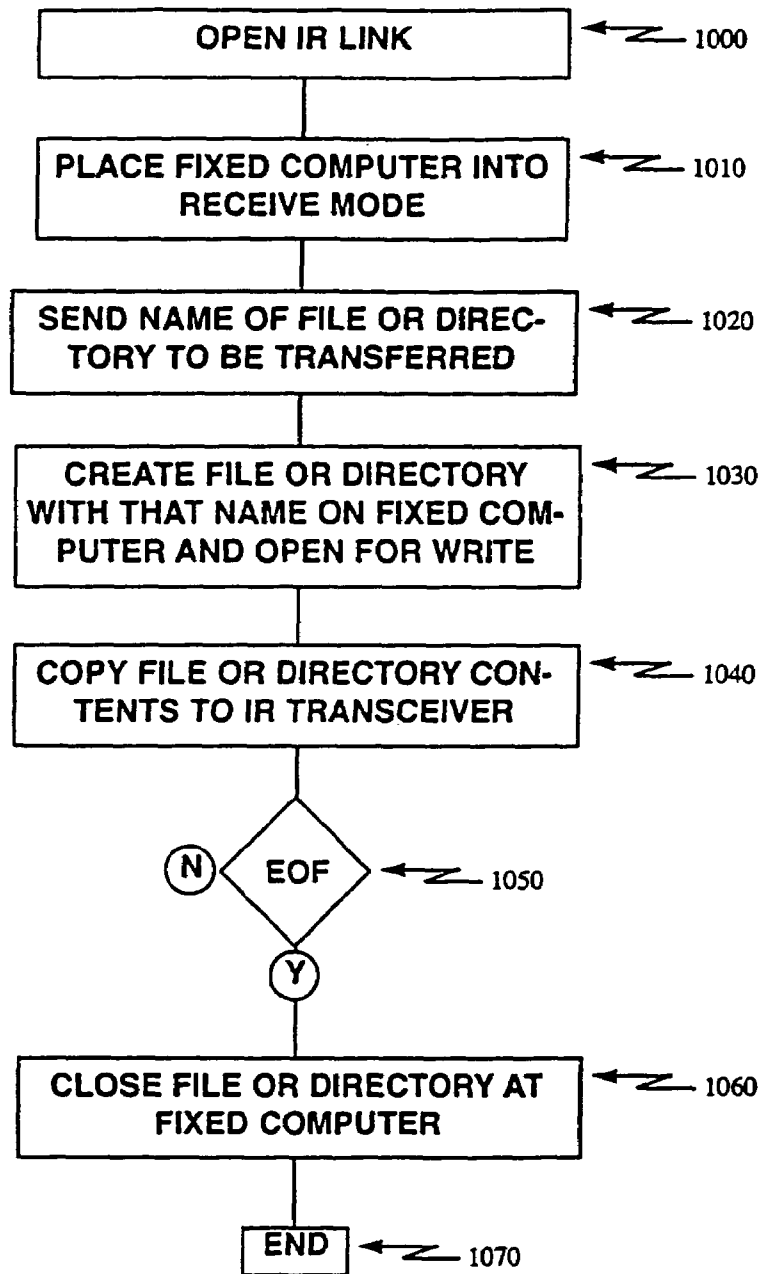 OPEN IR LINK
1000
PLACE FIXED COMPUTER INTO
RECEIVE MODE
1010
SEND NAME OF FILE OR DIREC-
TORY TO BE TRANSFERRED
1020
CREATE FILE OR DIRECTORY
WITH THAT NAME ON FIXED COM-
PUTER AND OPEN FOR WRITE
1030
COPY FILE OR DIRECTORY CON-
TENTS TO IR TRANSCEIVER
1040
N
EOF
1050
Y
CLOSE FILE OR DIRECTORY AT
FIXED COMPUTER
1060
END
1070